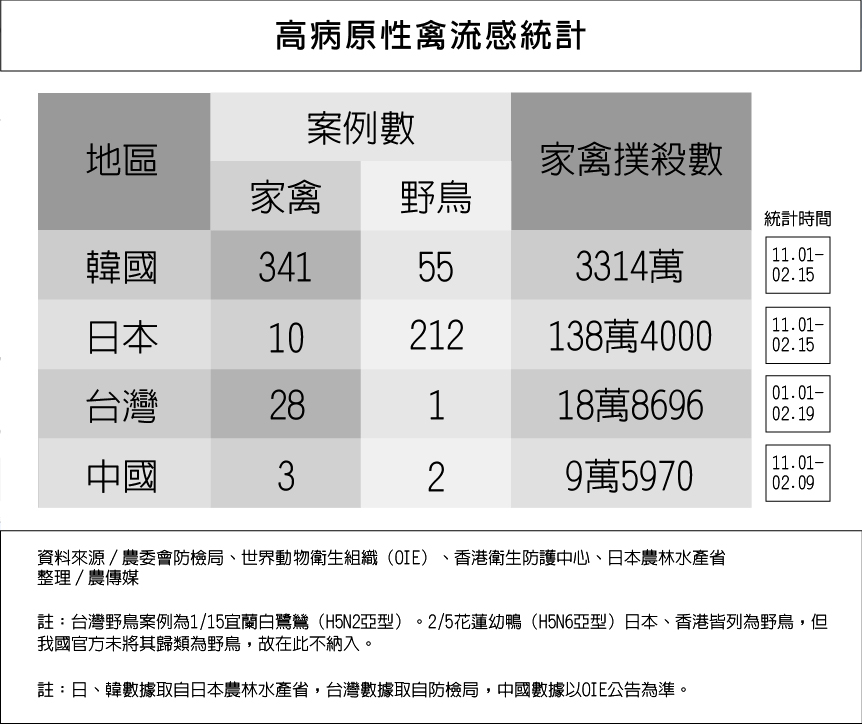 高病原性禽流感統計
地區
案例數
家禽撲殺數
家禽
野鳥
統計時間
韓國
341
55
3314萬
11.01-
02.15
日本
10
212
138萬4000
11.01-
02.15
台灣
28
1
18萬8696
01.01-
02.19
中國
3
2
9萬5970
11.01-
02.09
資料來源／農委會防檢局、世界動物衛生組織（OIE）、香港衛生防護中心、日本農林水產省
整理／農傳媒
註：台灣野鳥案例為1/15宜蘭白鷺鷥（H5N2亞型）。2/5花蓮幼鴨（H5N6亞型）日本、香港皆列為野鳥，但
我國官方未將其歸類為野鳥，故在此不納入。
註：日、韓數據取自日本農林水產省，台灣數據取自防檢局，中國數據以OIE公告為準。